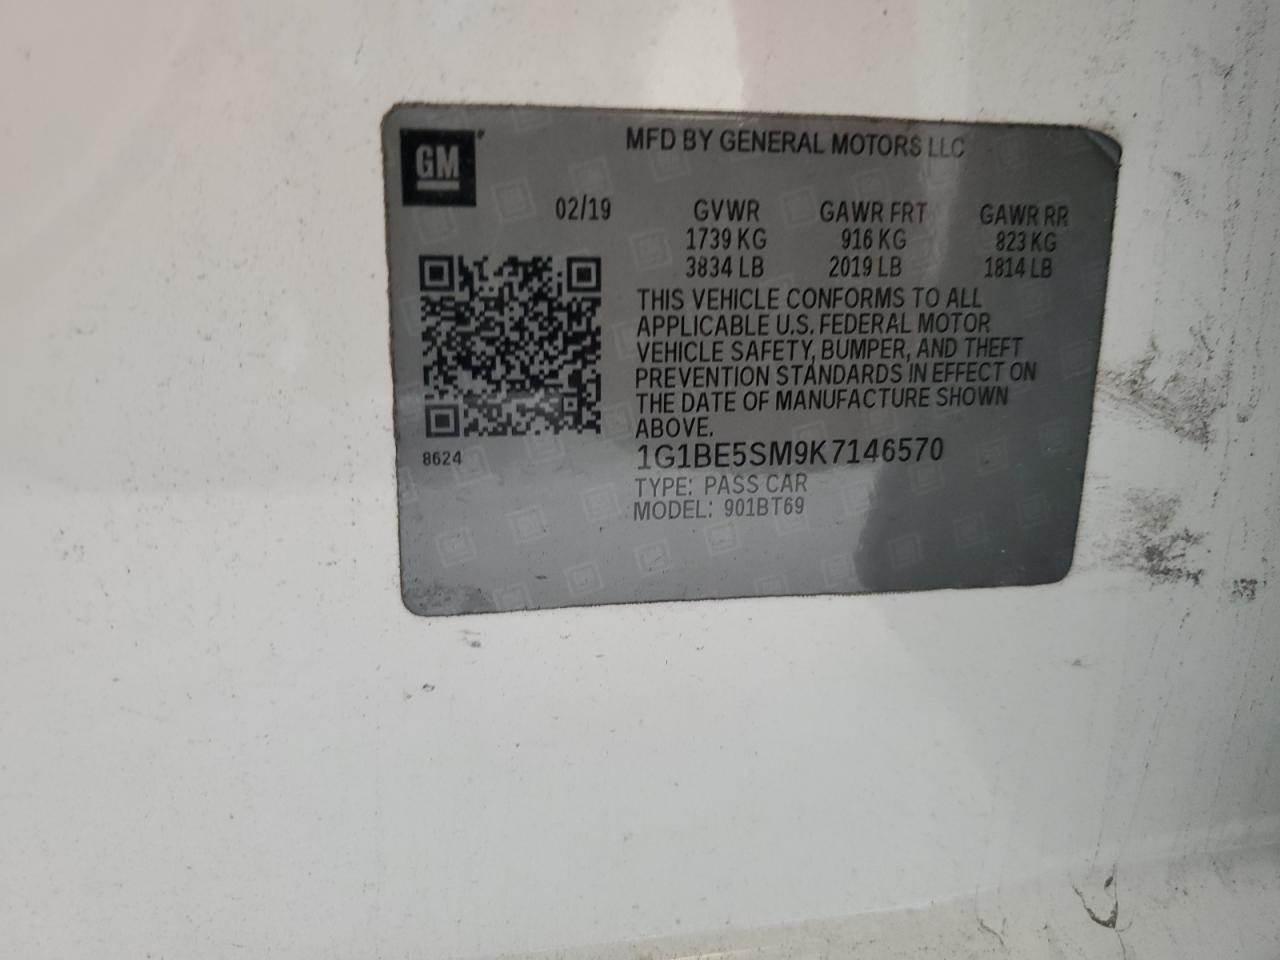 GM
MFD BY GENERAL MOTORS LLC
02/19 GVWR GAWR FRT GAWR RR
1739 KG 916 KG 823 KG
3834 LB 2019 LB 1814 LB
THIS VEHICLE CONFORMS TO ALL
APPLICABLE U.S. FEDERAL MOTOR
VEHICLE SAFETY, BUMPER, AND THEFT
PREVENTION STANDARDS IN EFFECT ON
THE DATE OF MANUFACTURE SHOWN
ABOVE.
8624
1G1BE5SM9K7146570
TYPE: PASS CAR
MODEL: 901BT69